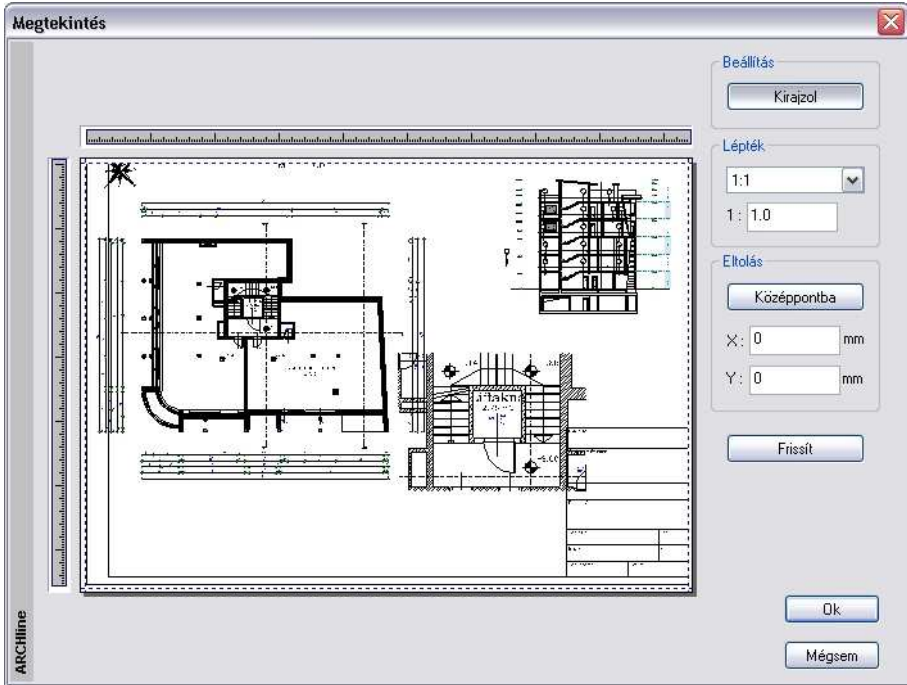 Megtekintés
Beállítás
Kirajzol
Lépték
1:1
1 : 1.0
Eltolás
Középpontba
X : 0 mm
Y : 0 mm
Frissít
Ok
Mégsem
ARCHline
Liftakna